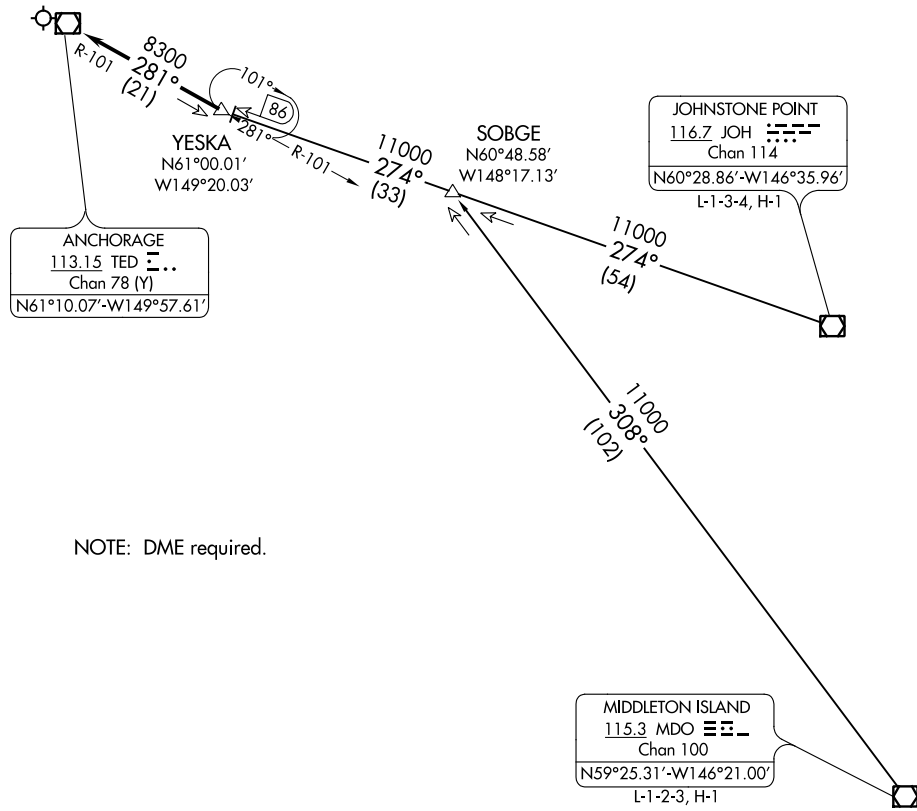 R-101
8300
281°
(21)
101°
86
281°
R-101
YESKA
N61°00.01'
W149°20.03'
11000
274°
(33)
SOBGE
N60°48.58'
W148°17.13'
JOHNSTONE POINT
116.7 JOH
Chan 114
N60°28.86'-W146°35.96'
L-1-3-4, H-1
ANCHORAGE
113.15 TED
Chan 78 (Y)
N61°10.07'-W149°57.61'
11000
274°
(54)
11000
308°
(102)
NOTE: DME required.
MIDDLETON ISLAND
115.3 MDO
Chan 100
N59°25.31'-W146°21.00'
L-1-2-3, H-1